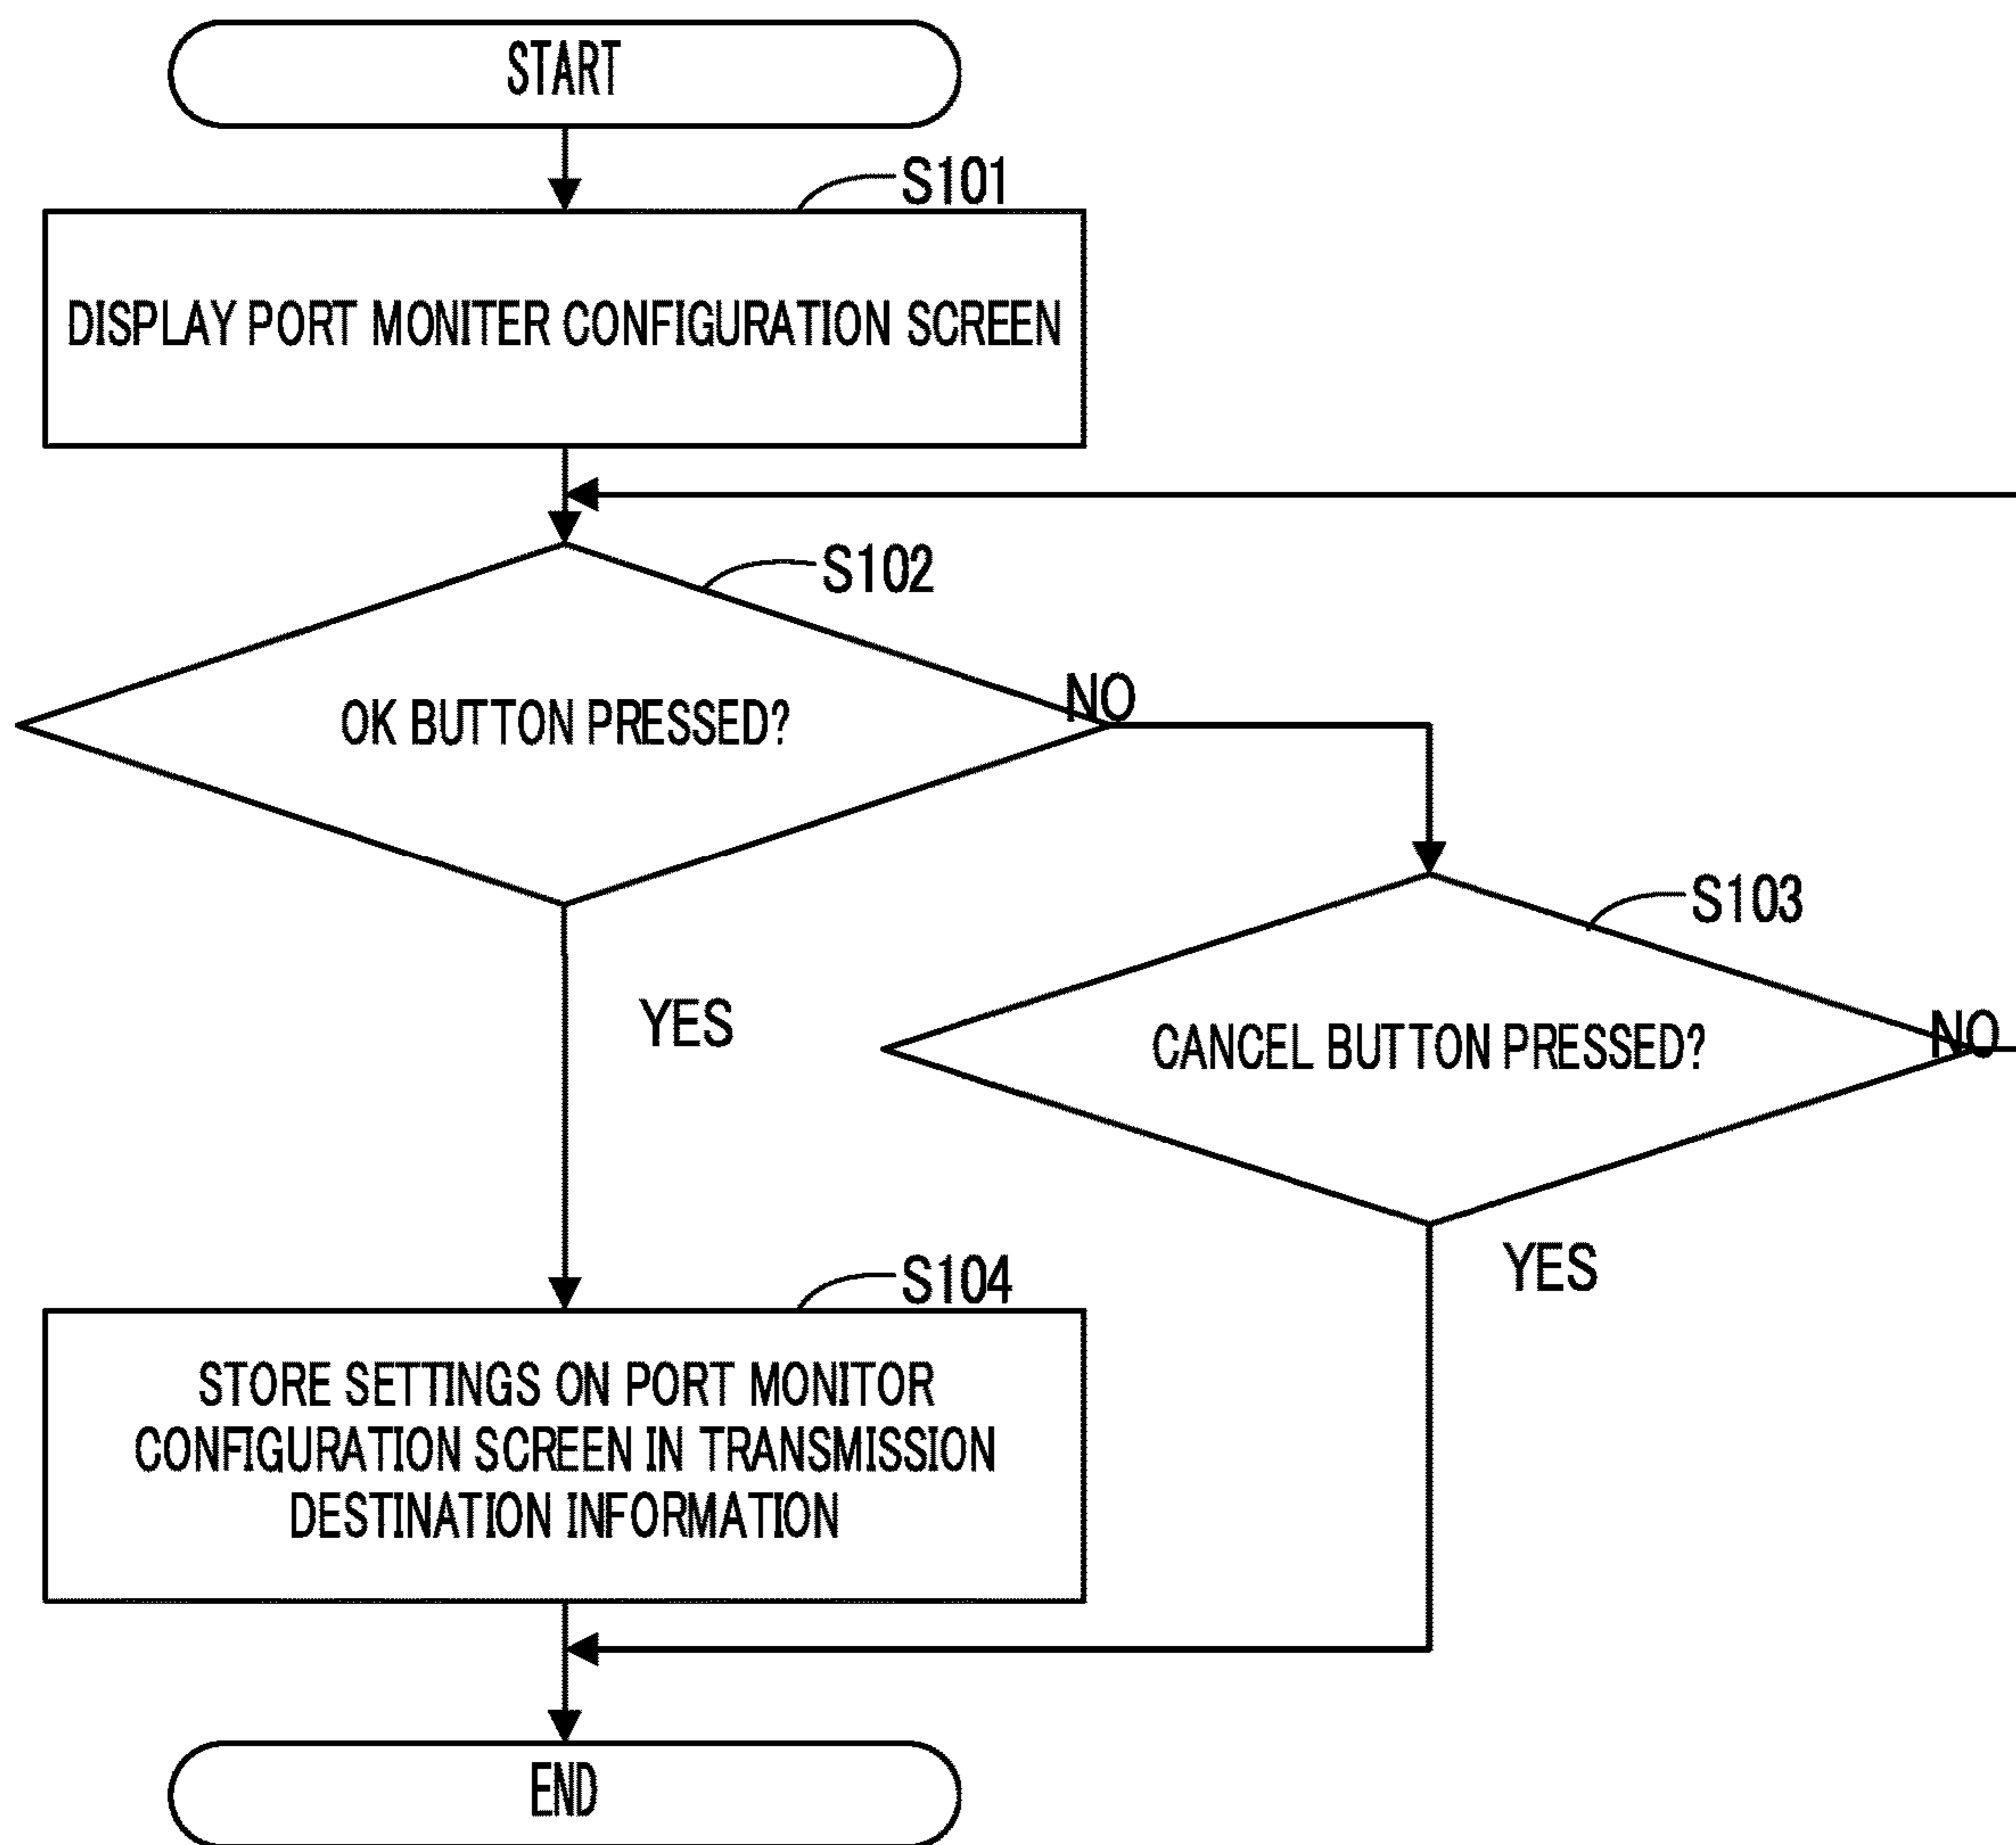 START
S101
DISPLAY PORT MONITER CONFIGURATION SCREEN
S102
OK BUTTON PRESSED?
NO
S103
CANCEL BUTTON PRESSED?
NO
YES
YES
S104
STORE SETTINGS ON PORT MONITOR
CONFIGURATION SCREEN IN TRANSMISSION
DESTINATION INFORMATION
END